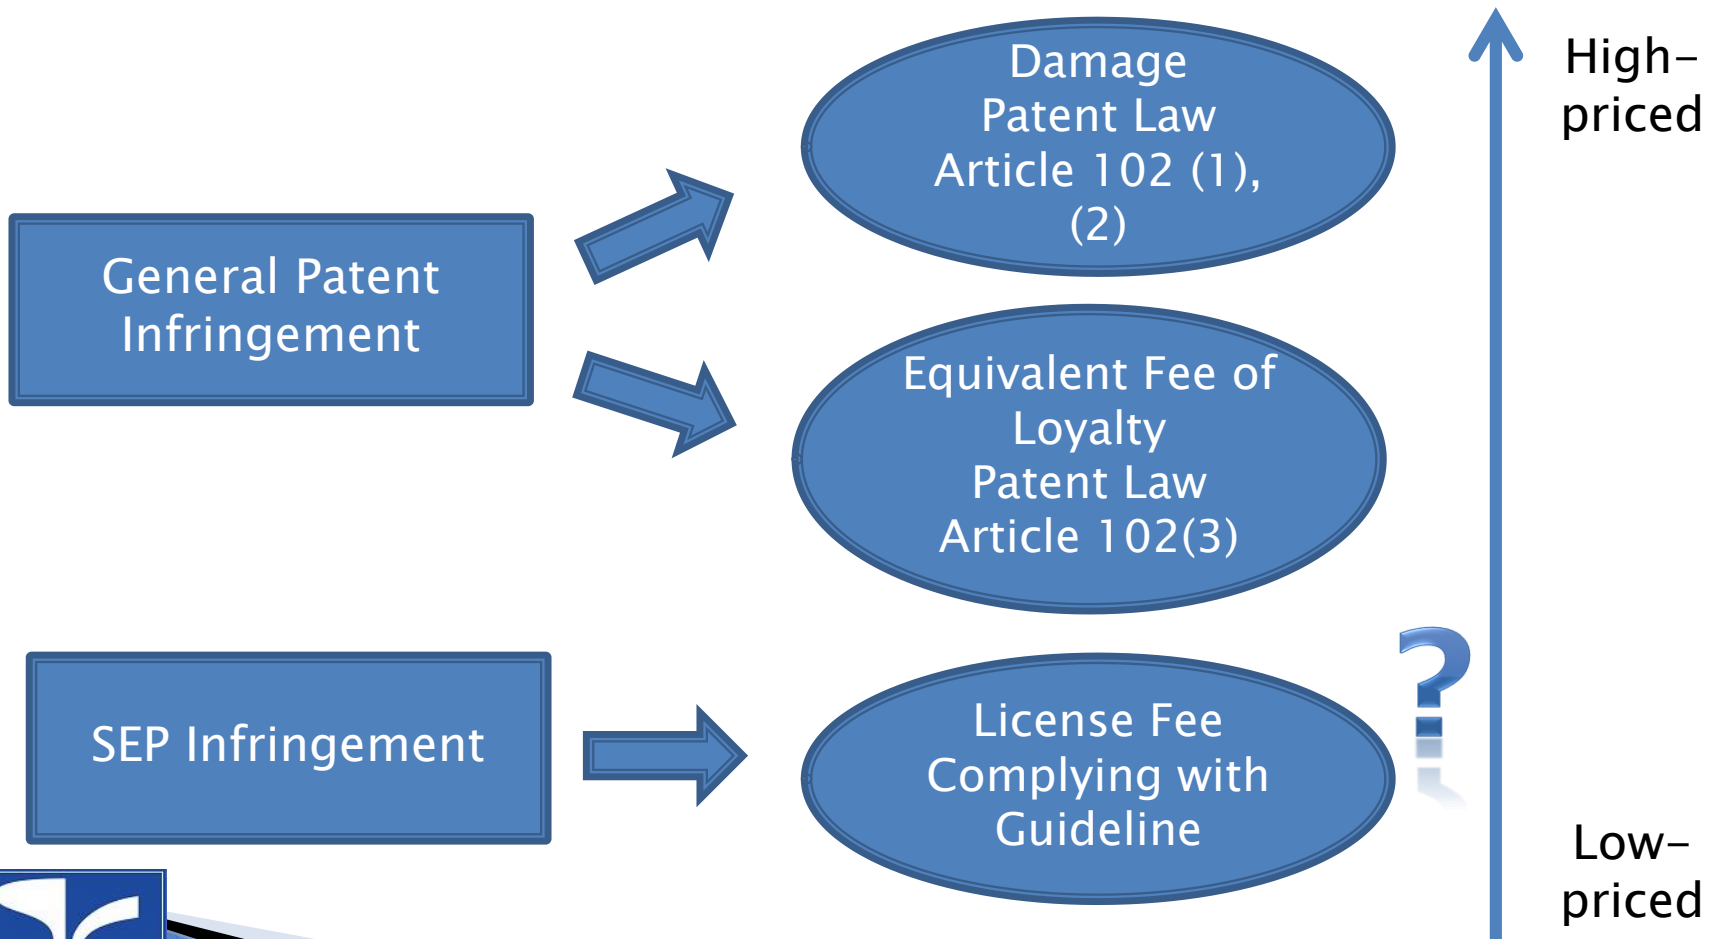 Damage
Patent Law
Article 102 (1),
(2)
High-
priced
General Patent
Infringement
Equivalent Fee of
Loyalty
Patent Law
Article 102(3)
?
SEP Infringement
License Fee
Complying with
Guideline
Low-
priced